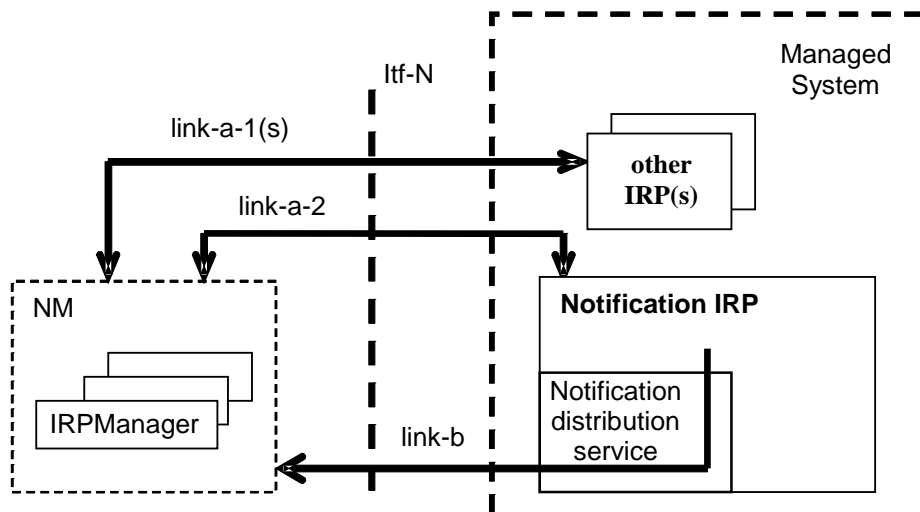 Managed
System
Itf-N
link-a-1(s)
other
IRP(s)
link-a-2
NM
Notification IRP
IRPManager
Notification
distribution
service
link-b